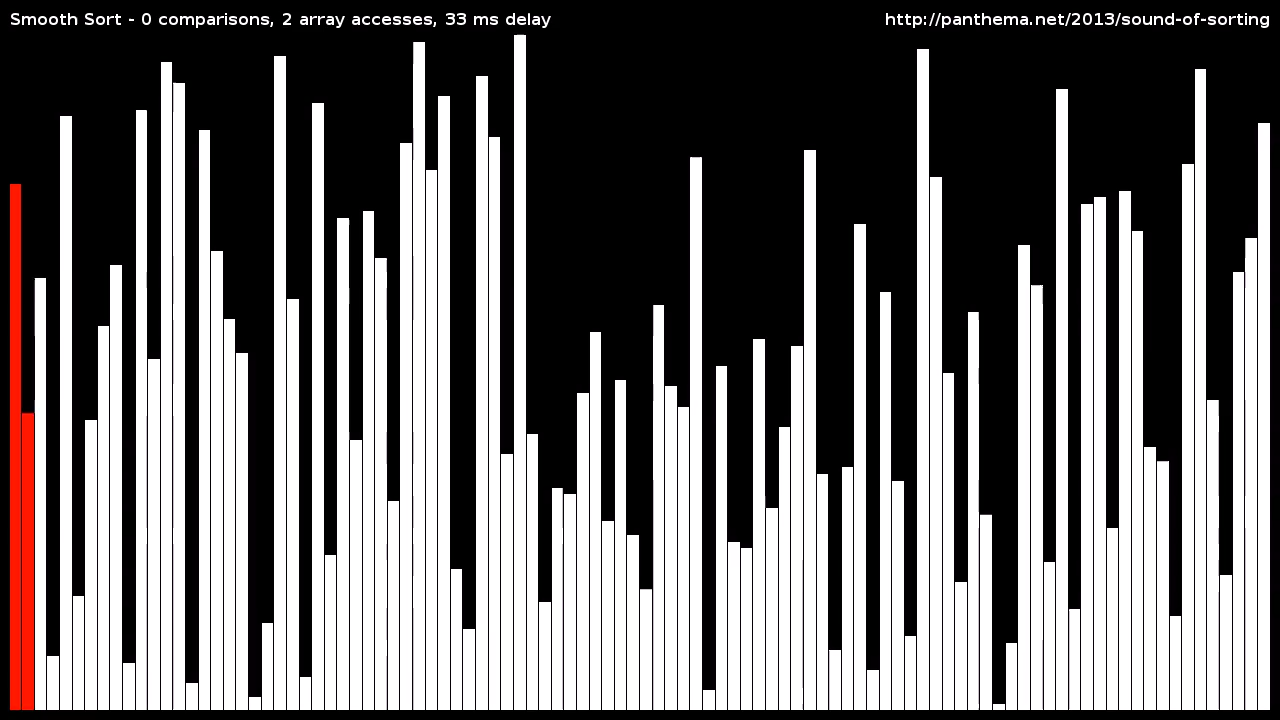 Smooth Sort - 0 comparisons, 2 array accesses, 33 ms delay
http://panthema.net/2013/sound-of-sorting